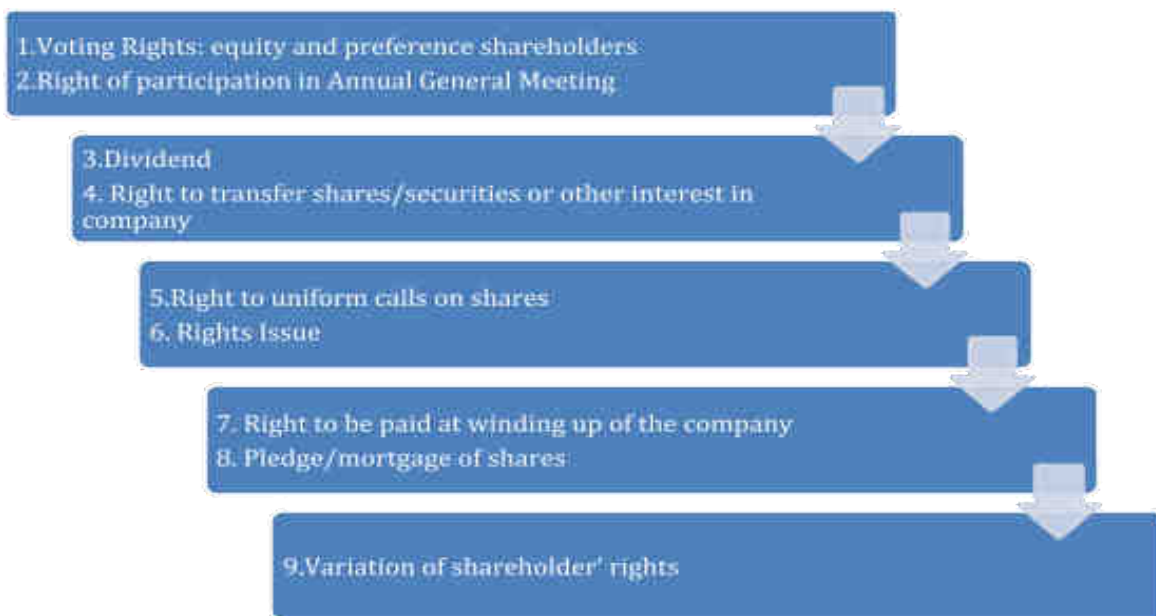 1.Voting Rights: equity and preference shareholders
2.Right of participation in Annual General Meeting
3.Dividend
4. Right to transfer shares/securities or other interest in
company
5.Right to uniform calls on shares
6. Rights Issue
7. Right to be paid at winding up of the company
8. Pledge/mortgage of shares
9.Variation of shareholder' rights